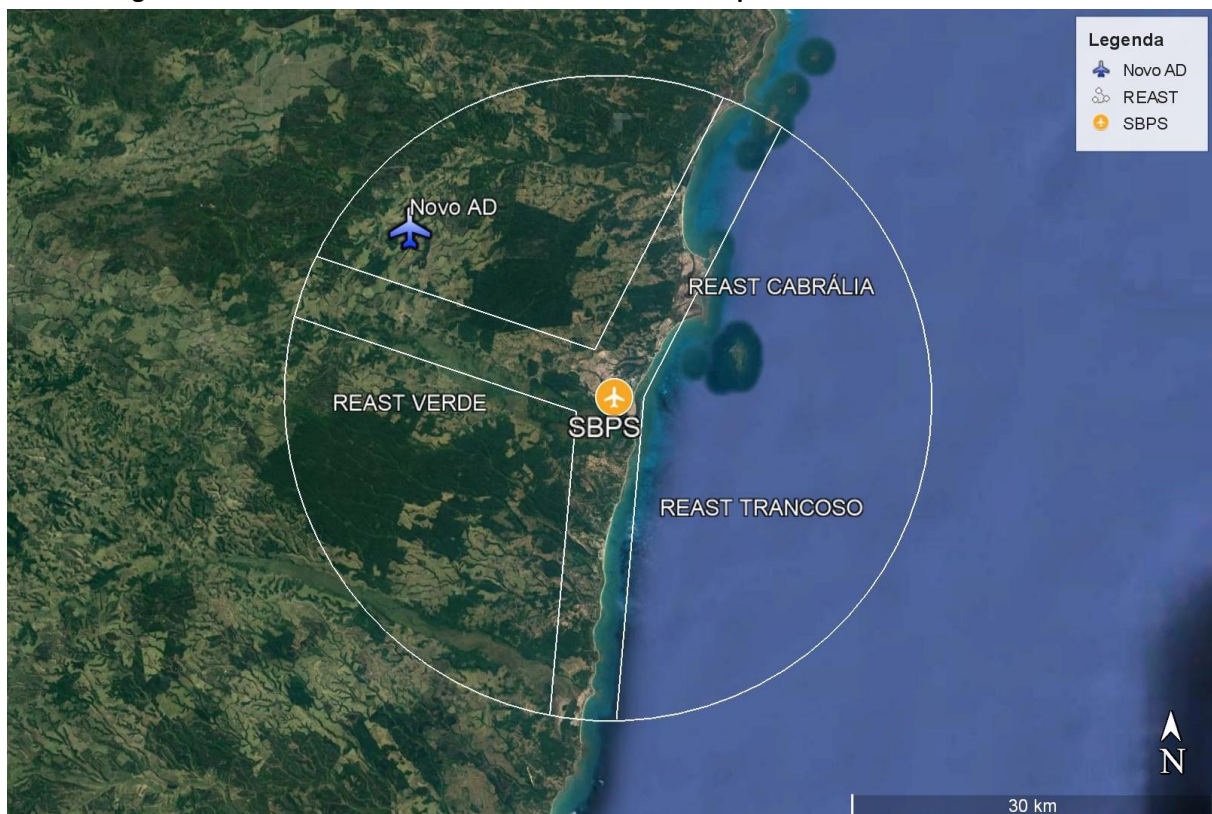 Legenda
Novo AD
REAST
SBPS
Novo AD
REAST CABRÁLIA
REAST VERDE
SBPS
REAST TRANCOSO
N
30 km